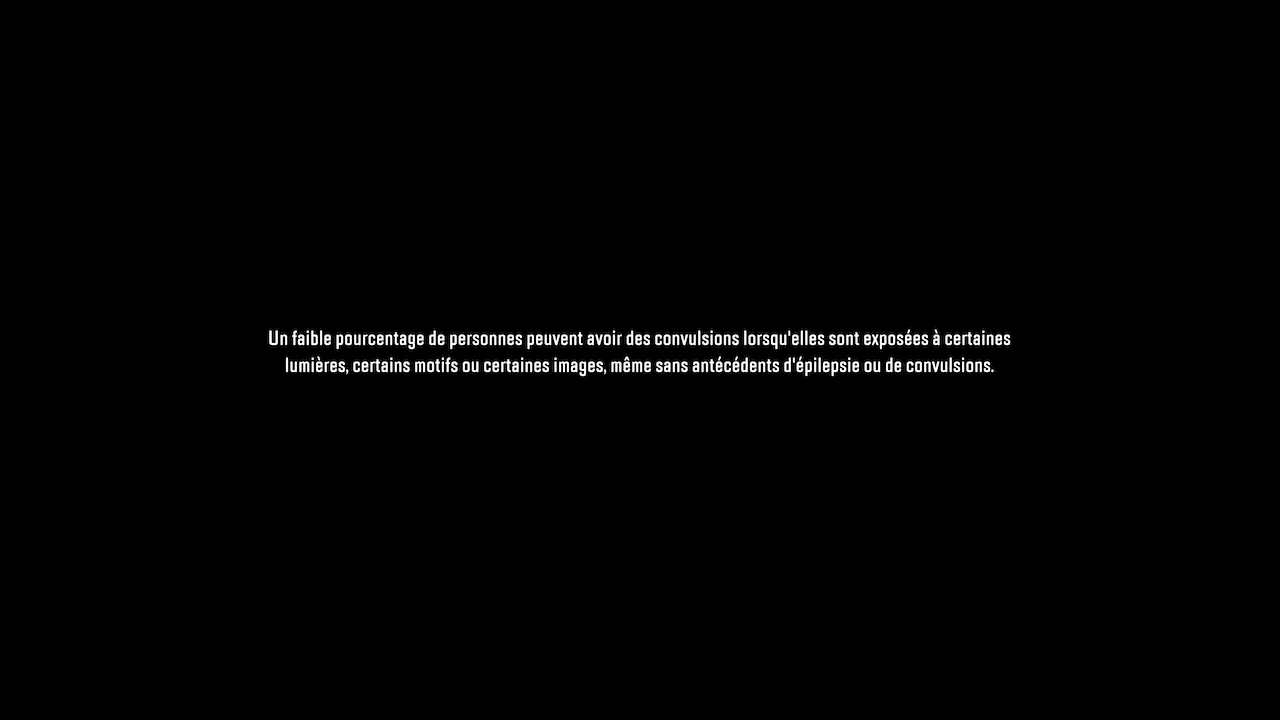 Un faible pourcentage de personnes peuvent avoir des convulsions lorsqu'elles sont exposées à certaines
lumières, certains motifs ou certaines images, même sans antécédents d'épilepsie ou de convulsions.